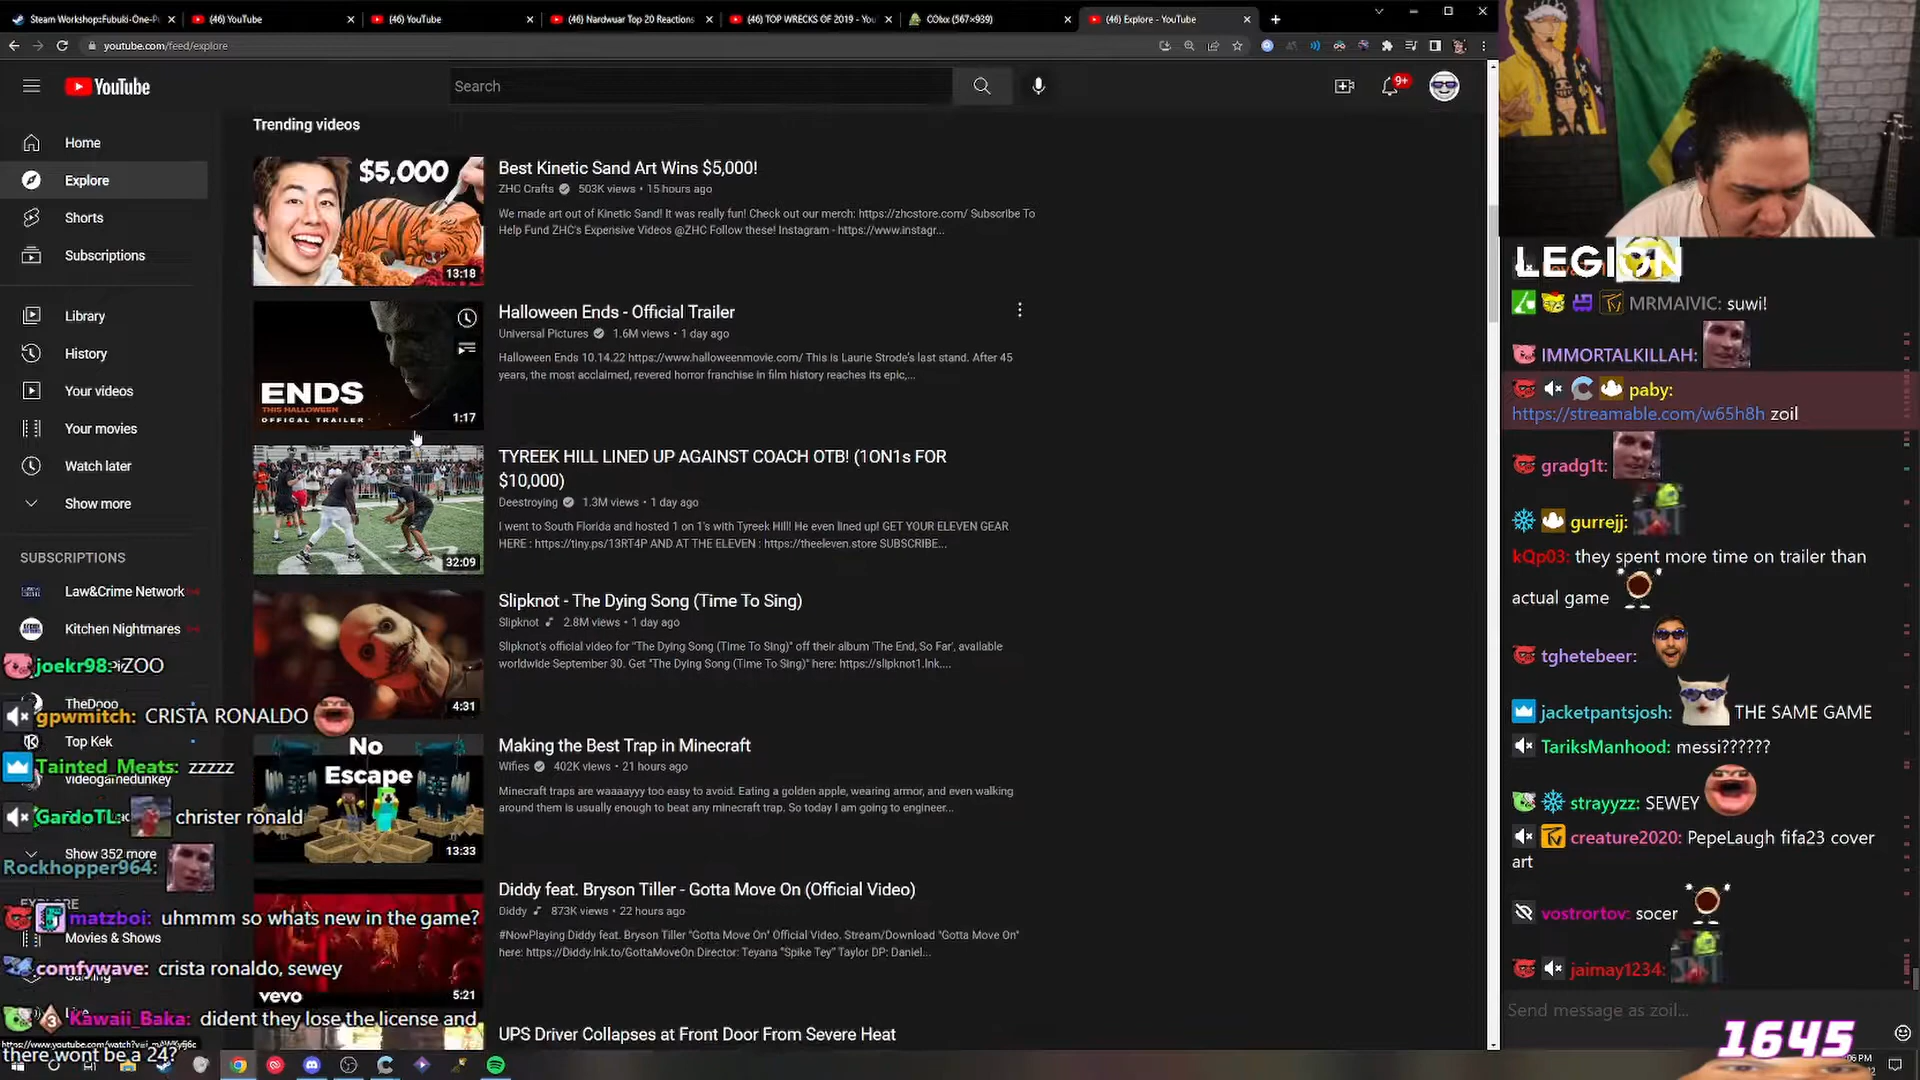 Steam Workshop:Fubuki-One-P
(46) YouTube
(46) YouTube
(46) Nardwuar Top 20 Reactions
(46) TOP WRECKS OF 2019 - You
(567×939)
(46) Explore - YouTube
youtube.com/feed/explore
YouTube
Search
9+
Home
Explore
Shorts
Subscriptions
Library
History
Your videos
Your movies
Watch later
Show more
SUBSCRIPTIONS
Law&Crime Network
Kitchen Nightmares
TheDooo
Top Kek
videogamedunkey
Show 352 more
EXPLORE
Movies & Shows
Gaming
Live
Trending videos
$5,000
13:18
Best Kinetic Sand Art Wins $5,000!
ZHC Crafts 503K views • 15 hours ago
We made art out of Kinetic Sand! It was really fun! Check out our merch: https://zhcstore.com/ Subscribe To
Help Fund ZHC's Expensive Videos @ZHC Follow these! Instagram - https://www.instagr...
ENDS
THIS HALLOWEEN
OFFICIAL TRAILER
1:17
Halloween Ends - Official Trailer
Universal Pictures 1.6M views • 1 day ago
Halloween Ends 10.14.22 https://www.halloweenmovie.com/ This is Laurie Strode's last stand. After 45
years, the most acclaimed, revered horror franchise in film history reaches its epic,...
32:09
TYREEK HILL LINED UP AGAINST COACH OTB! (1ON1s FOR
$10,000)
Deestroying 1.3M views • 1 day ago
I went to South Florida and hosted 1 on 1's with Tyreek Hill! He even lined up! GET YOUR ELEVEN GEAR
HERE : https://tiny.ps/13RT4P AND AT THE ELEVEN : https://theeleven.store SUBSCRIBE...
4:31
Slipknot - The Dying Song (Time To Sing)
Slipknot 2.8M views • 1 day ago
Slipknot's official video for "The Dying Song (Time To Sing)" off their album 'The End, So Far', available
worldwide September 30. Get "The Dying Song (Time To Sing)" here: https://slipknot1.lnk....
No
Escape
13:33
Making the Best Trap in Minecraft
Wifies 402K views • 21 hours ago
Minecraft traps are waaaayyy too easy to avoid. Eating a golden apple, wearing armor, and even walking
around them is usually enough to beat any minecraft trap. So today I am going to engineer...
vevo
5:21
Diddy feat. Bryson Tiller - Gotta Move On (Official Video)
Diddy 873K views • 22 hours ago
#NowPlaying Diddy feat. Bryson Tiller "Gotta Move On" Official Video. Stream/Download "Gotta Move On"
here: https://Diddy.lnk.to/GottaMoveOn Director: Teyana "Spike Tey" Taylor DP: Daniel...
UPS Driver Collapses at Front Door From Severe Heat
joekr98: ZOO
gpwmitch: CRISTA RONALDO
Tainted_Meats: zzzzz
GardoTL: christer ronald
Rockhopper964:
matzboi: uhmmm so whats new in the game?
comfywave: crista ronaldo, sewey
Kawaii_Baka: dident they lose the license and
there wont be a 24?
LEGION
MRMAIVIC: suwi!
IMMORTALKILLAH:
paby:
https://streamable.com/w65h8h zoil
gradg1t:
gurrejj:
kQp03: they spent more time on trailer than
actual game
tghetebeer:
jacketpantsjosh: THE SAME GAME
TariksManhood: messi??????
strayyzz: SEWEY
creature2020: PepeLaugh fifa23 cover
art
vostrortov: socer
jaimay1234:
Send message as zoil...
1645